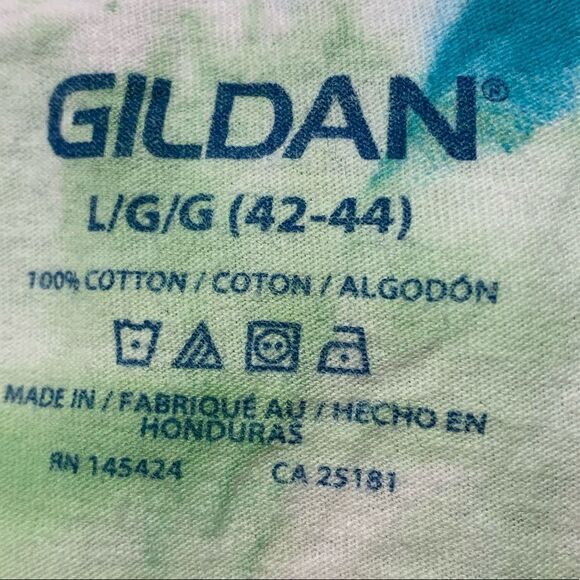 GILDAN®
L/G/G (42-44)
100% COTTON / COTON / ALGODÓN
MADE IN / FABRIQUÉ AU / HECHO EN
HONDURAS
RN 145424 CA 25181